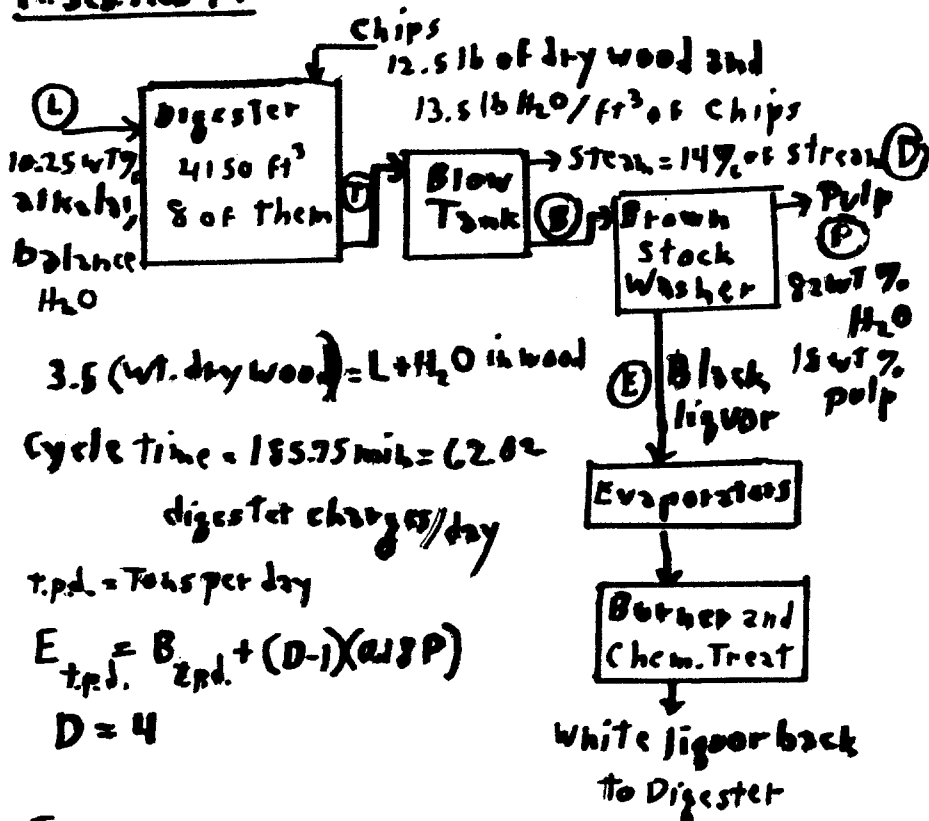 Chips
12.5 lb of dry wood and
13.5 lb H₂O/ft³ of Chips
L
10.25 wT%
alkali,
balance
H₂O
Digester
4150 ft³
8 of Them
T
Blow
Tank
Steam = 14% of stream D
B
Brown
Stock
Washer
Pulp
P
82 wT %
H₂O
18 wT %
pulp
3.5 (wt. dry wood) = L + H₂O in wood
E Black
liquor
Cycle Time = 185.75 min = 62.02
digester charges/day
Evaporators
t.p.d. = Tons per day
E t.p.d. = B t.p.d. + (D-1)(0.18P)
D = 4
Burner and
Chem. Treat
White liquor back
To Digester